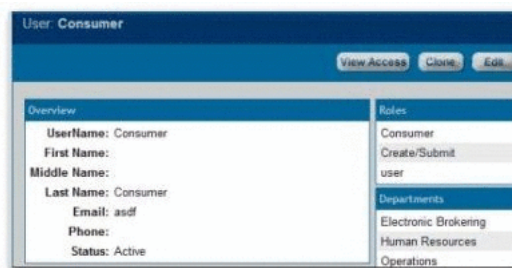 User: Consumer
View Access Clone Edit
Overview
UserName: Consumer
First Name:
Middle Name:
Last Name: Consumer
Email: asdf
Phone:
Status: Active
Roles
Consumer
Create/Submit
user
Departments
Electronic Brokering
Human Resources
Operations